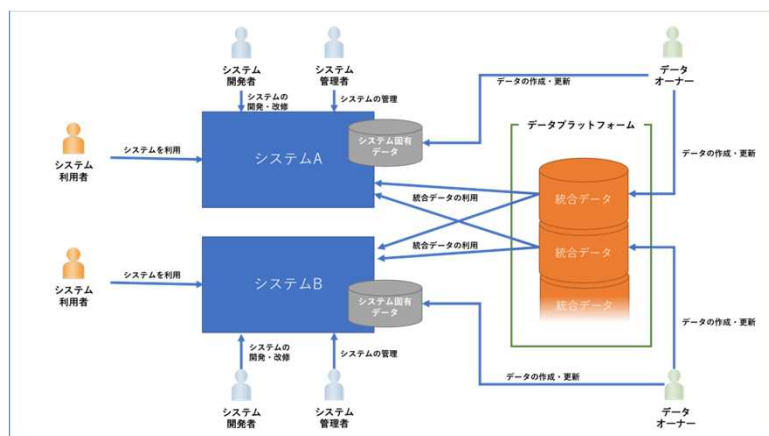 システム
開発者
システム
管理者
データ
オーナー
システムの
開発・改修
システムの管理
データの作成・更新
システム
利用者
システムを利用
システムA
システム固有
データ
データプラットフォーム
データの作成・更新
統合データの利用
統合データ
統合データの利用
統合データ
システム
利用者
システムを利用
システムB
システム固有
データ
統合データ
データの作成・更新
システムの
開発・改修
システムの管理
データの作成・更新
システム
開発者
システム
管理者
データ
オーナー